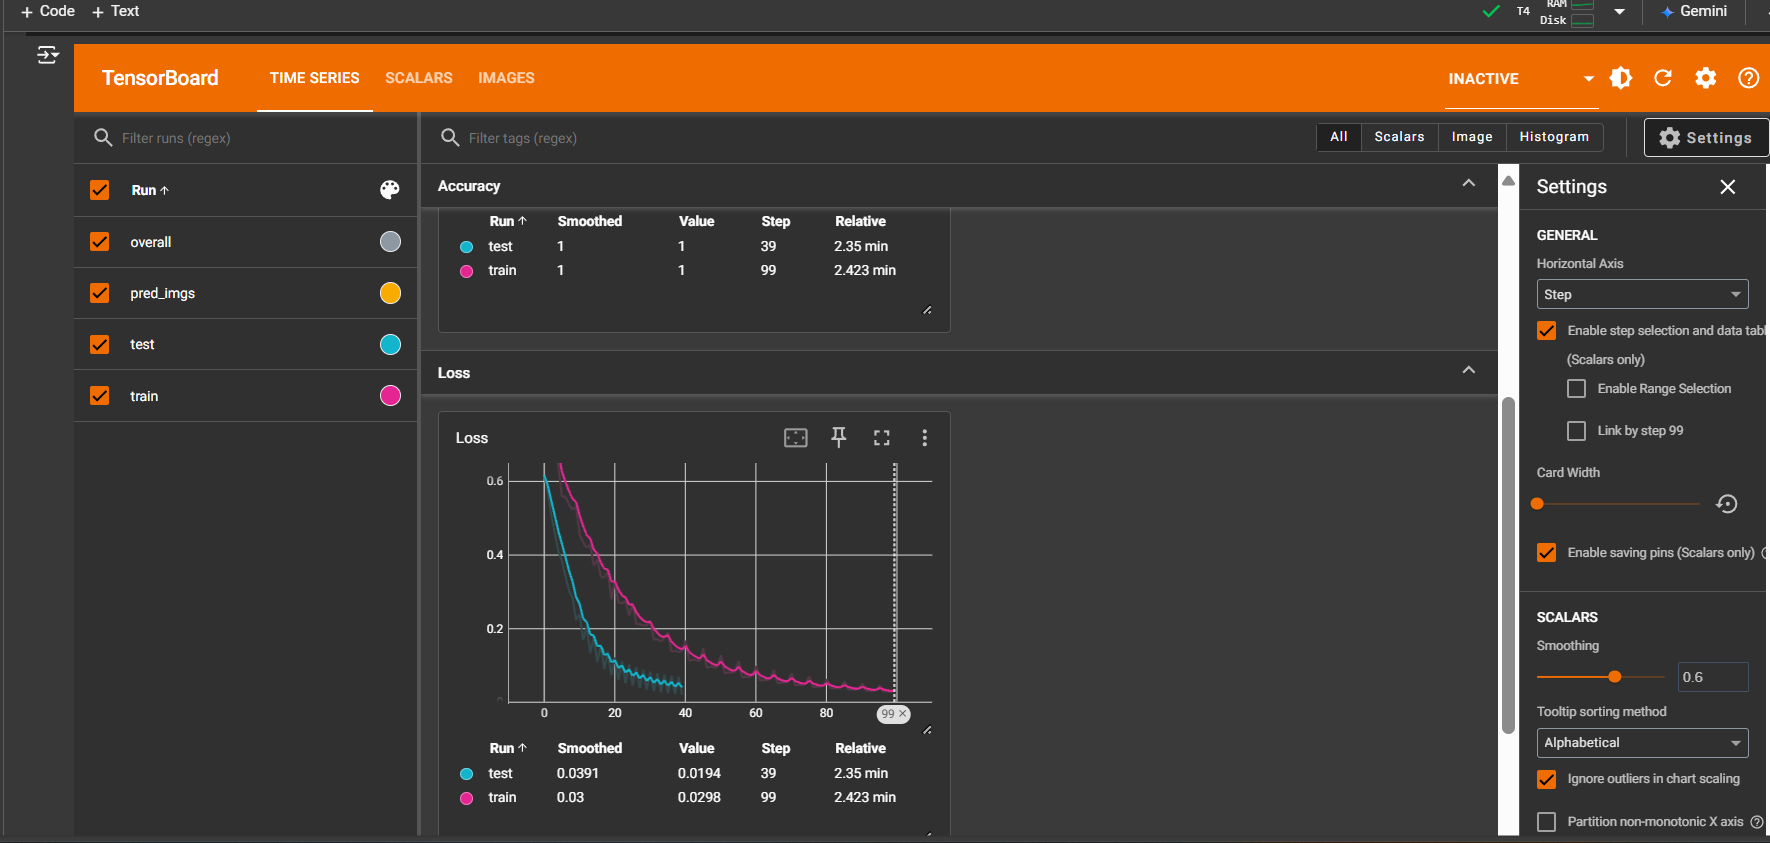 + Code + Text
T4
RAM
Disk
Gemini
TensorBoard
TIME SERIES
SCALARS
IMAGES
INACTIVE
Filter runs (regex)
Filter tags (regex)
All
Scalars
Image
Histogram
Settings
Run ↑
overall
pred_imgs
test
train
Accuracy
Run ↑ Smoothed Value Step Relative
test 1 1 39 2.35 min
train 1 1 99 2.423 min
Loss
Loss
0.6
0.4
0.2
0
0 20 40 60 80 99 ×
Run ↑ Smoothed Value Step Relative
test 0.0391 0.0194 39 2.35 min
train 0.03 0.0298 99 2.423 min
Settings
GENERAL
Horizontal Axis
Step
Enable step selection and data tabl
(Scalars only)
Enable Range Selection
Link by step 99
Card Width
Enable saving pins (Scalars only)
SCALARS
Smoothing
0.6
Tooltip sorting method
Alphabetical
Ignore outliers in chart scaling
Partition non-monotonic X axis